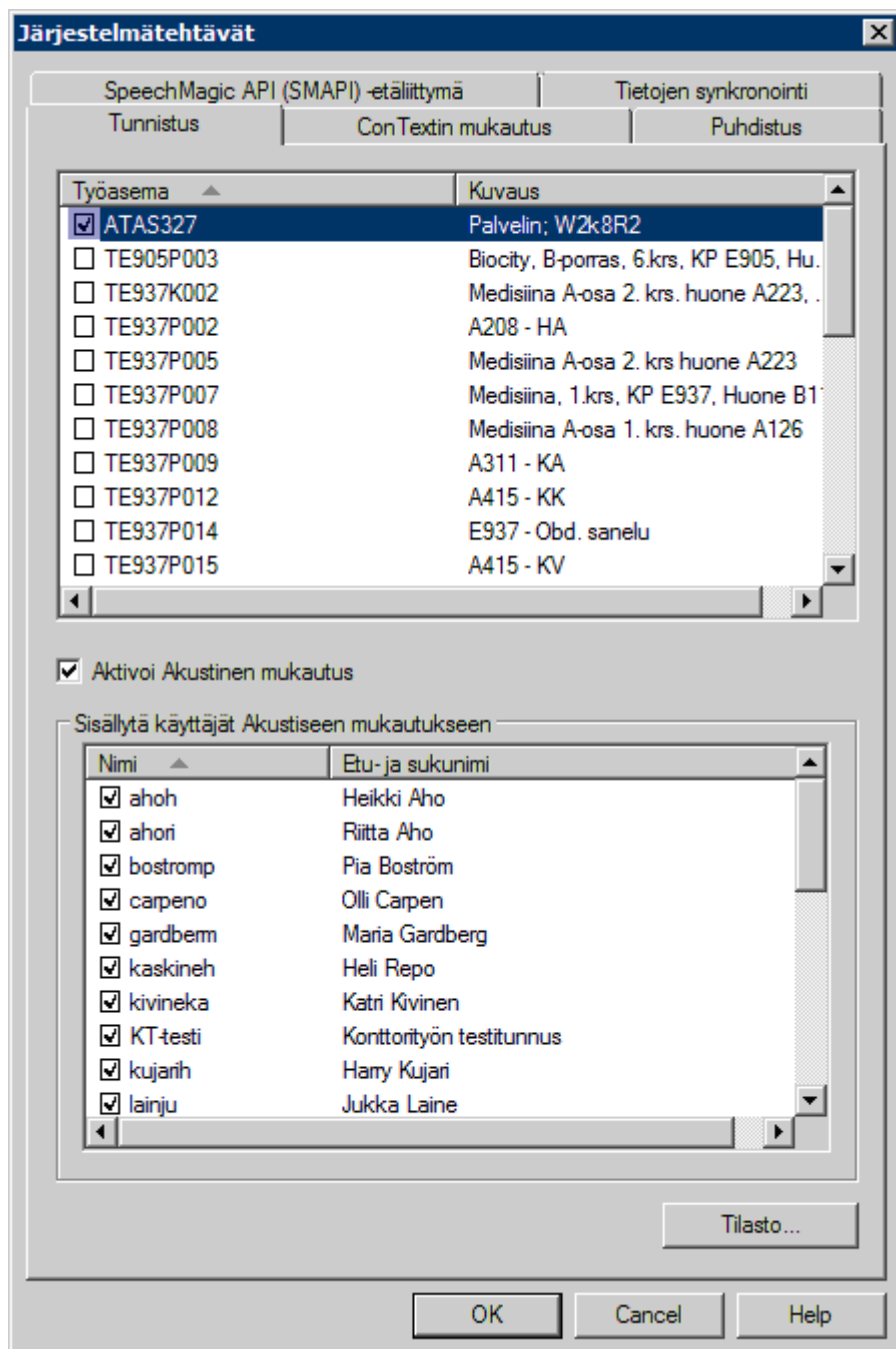 Järjestelmätehtävät
SpeechMagic API (SMAPI) -etäliittymä Tietojen synkronointi
Tunnistus ConTextin mukautus Puhdistus
Työasema Kuvaus
ATAS327 Palvelin; W2k8R2
TE905P003 Biocity, B-porras, 6.krs, KP E905, Hu.
TE937K002 Medisiina A-osa 2. krs. huone A223, .
TE937P002 A208 - HA
TE937P005 Medisiina A-osa 2. krs huone A223
TE937P007 Medisiina, 1.krs, KP E937, Huone B1
TE937P008 Medisiina A-osa 1. krs. huone A126
TE937P009 A311 - KA
TE937P012 A415 - KK
TE937P014 E937 - Obd. sanelu
TE937P015 A415 - KV
Aktivoi Akustinen mukautus
Sisällytä käyttäjät Akustiseen mukautukseen
Nimi Etu- ja sukunimi
ahoh Heikki Aho
ahori Riitta Aho
bostromp Pia Boström
carpeno Olli Carpen
gardberm Maria Gardberg
kaskineh Heli Repo
kivineka Katri Kivinen
KT-testi Konttorityön testitunnus
kujarih Harry Kujari
lainju Jukka Laine
Tilasto...
OK Cancel Help